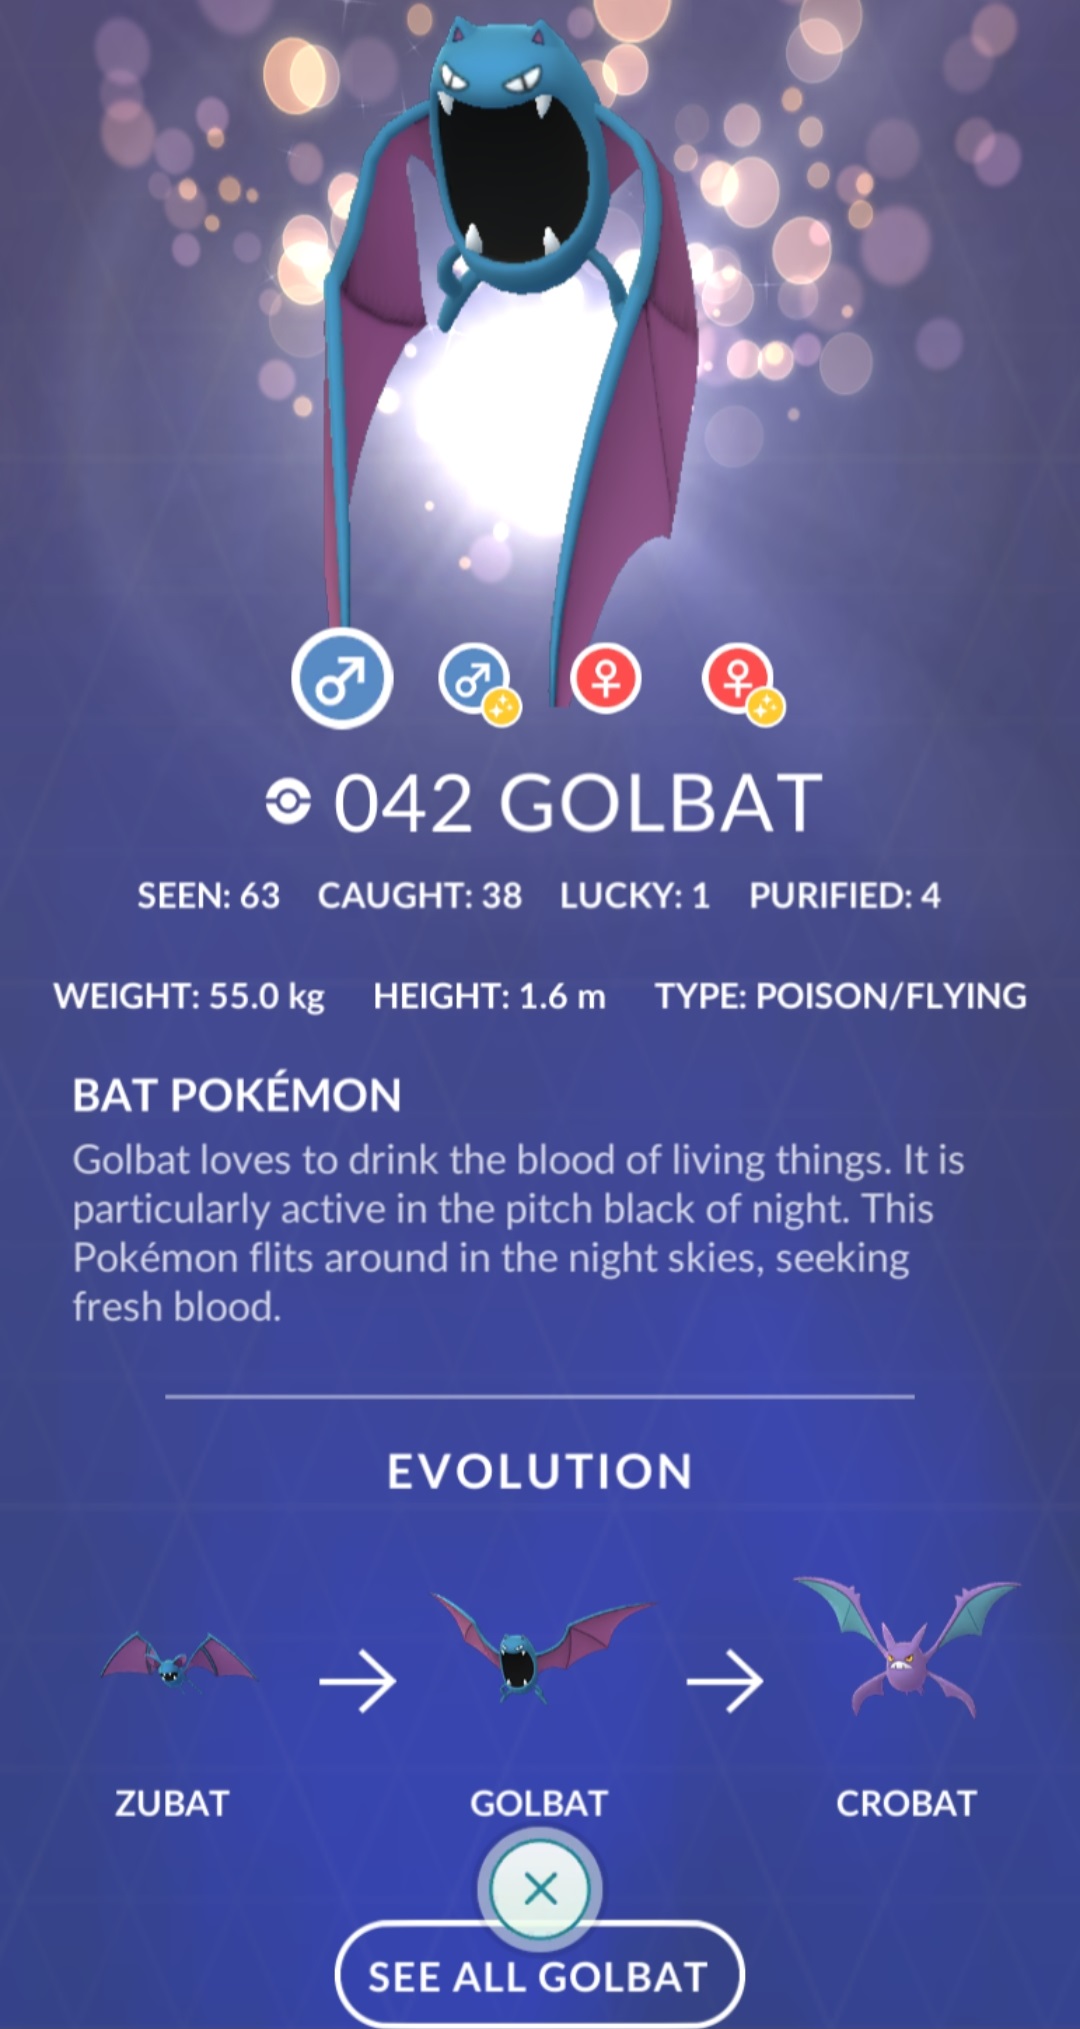 042 GOLBAT
SEEN: 63 CAUGHT: 38 LUCKY: 1 PURIFIED: 4
WEIGHT: 55.0 kg HEIGHT: 1.6 m TYPE: POISON/FLYING
BAT POKÉMON
Golbat loves to drink the blood of living things. It is
particularly active in the pitch black of night. This
Pokémon flits around in the night skies, seeking
fresh blood.
EVOLUTION
ZUBAT GOLBAT CROBAT
SEE ALL GOLBAT